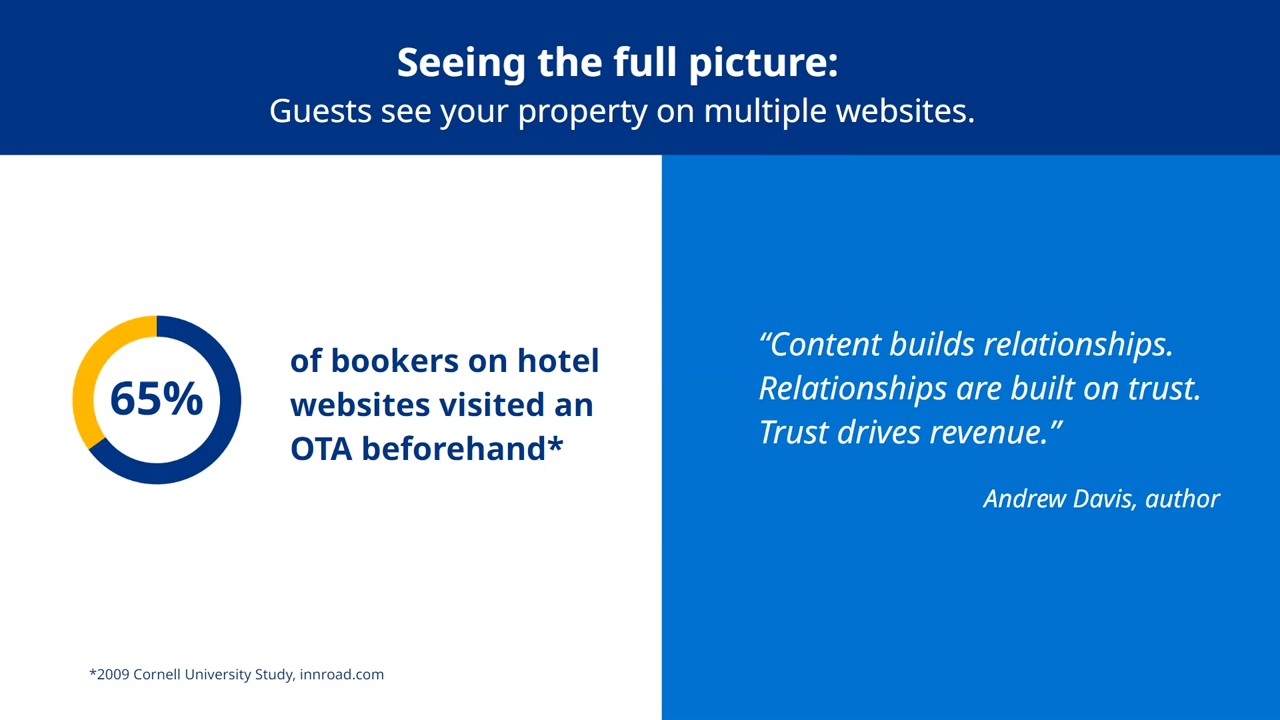 Seeing the full picture:
Guests see your property on multiple websites.
65%
of bookers on hotel
websites visited an
OTA beforehand*
“Content builds relationships.
Relationships are built on trust.
Trust drives revenue.”
Andrew Davis, author
*2009 Cornell University Study, innroad.com